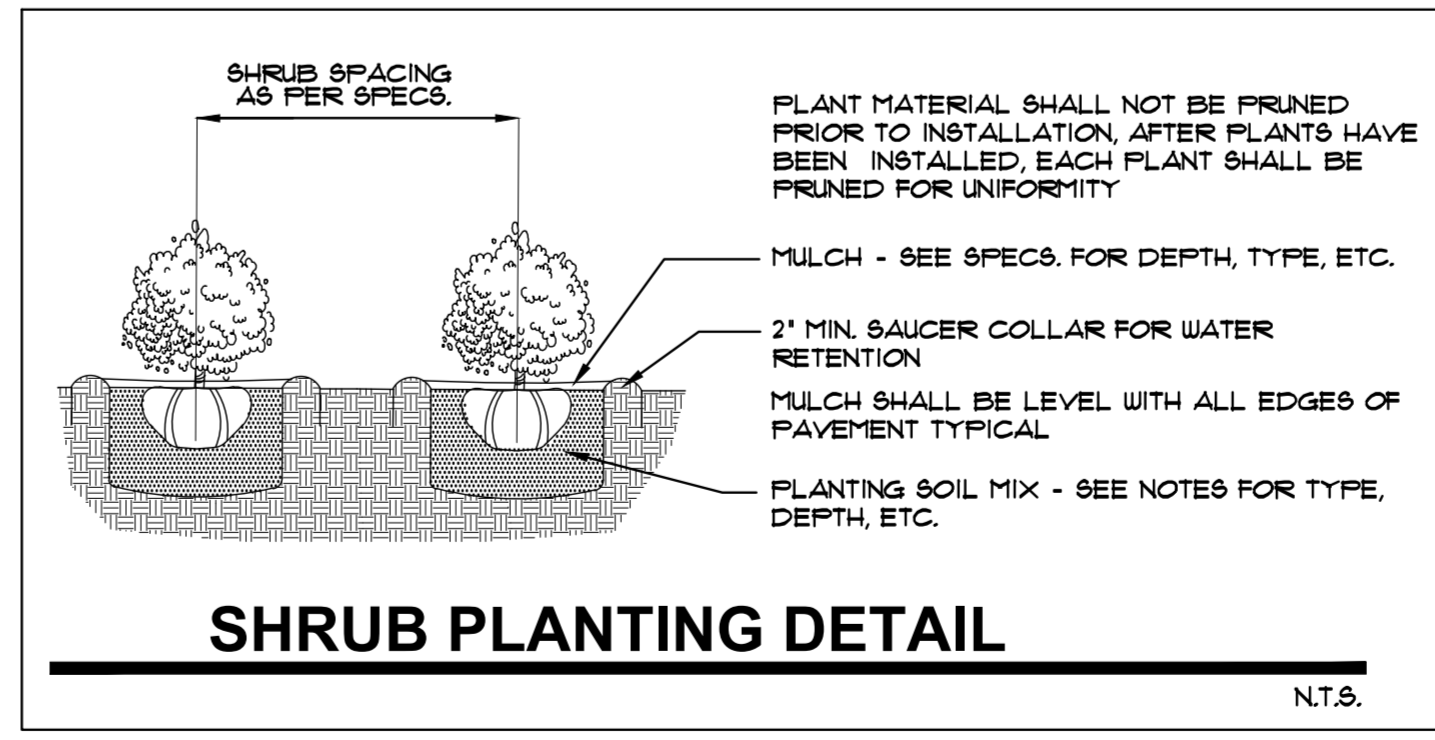 SHRUB SPACING
AS PER SPECS.
PLANT MATERIAL SHALL NOT BE PRUNED
PRIOR TO INSTALLATION, AFTER PLANTS HAVE
BEEN INSTALLED, EACH PLANT SHALL BE
PRUNED FOR UNIFORMITY
MULCH - SEE SPECS. FOR DEPTH, TYPE, ETC.
2" MIN. SAUCER COLLAR FOR WATER
RETENTION
MULCH SHALL BE LEVEL WITH ALL EDGES OF
PAVEMENT TYPICAL
PLANTING SOIL MIX - SEE NOTES FOR TYPE,
DEPTH, ETC.
SHRUB PLANTING DETAIL
N.T.S.